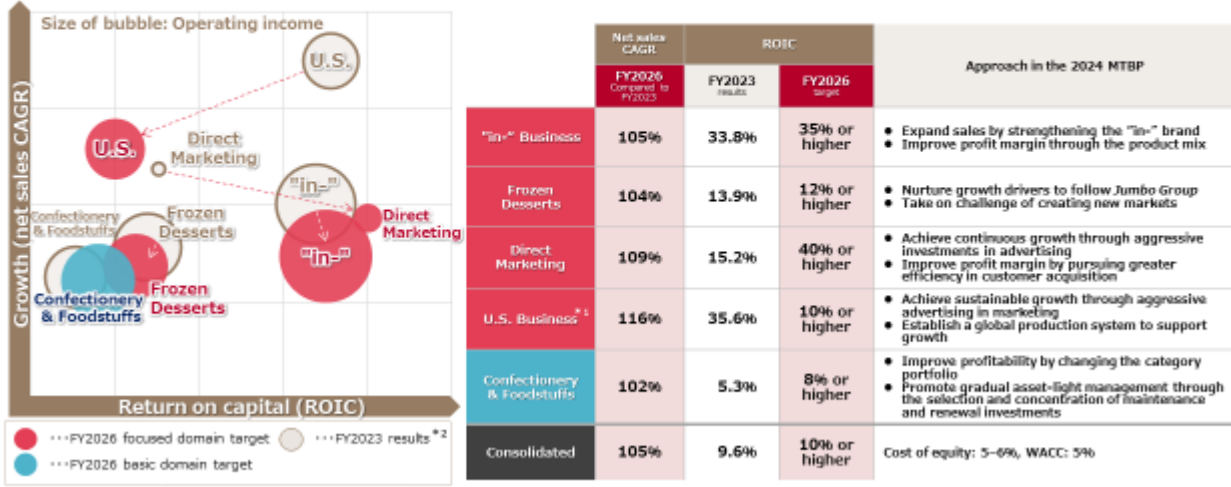 Size of bubble: Operating income
U.S.
U.S.
Direct
Marketing
"in-"
Confectionery
& Foodstuffs
Frozen
Desserts
Direct
Marketing
"in-"
Confectionery
& Foodstuffs
Frozen
Desserts
Growth (net sales CAGR)
Return on capital (ROIC)
···FY2026 focused domain target
···FY2023 results*2
···FY2026 basic domain target
Net sales
CAGR
ROIC
Approach in the 2024 MTBP
FY2026
Compared to
FY2023
FY2023
results
FY2026
target
"in-" Business
105%
33.8%
35% or
higher
● Expand sales by strengthening the "in-" brand
● Improve profit margin through the product mix
Frozen
Desserts
104%
13.9%
12% or
higher
● Nurture growth drivers to follow Jumbo Group
● Take on challenge of creating new markets
Direct
Marketing
109%
15.2%
40% or
higher
● Achieve continuous growth through aggressive
investments in advertising
● Improve profit margin by pursuing greater
efficiency in customer acquisition
U.S. Business*1
116%
35.6%
10% or
higher
● Achieve sustainable growth through aggressive
advertising in marketing
● Establish a global production system to support
growth
Confectionery
& Foodstuffs
102%
5.3%
8% or
higher
● Improve profitability by changing the category
portfolio
● Promote gradual asset-light management through
the selection and concentration of maintenance
and renewal investments
Consolidated
105%
9.6%
10% or
higher
Cost of equity: 5–6%, WACC: 5%